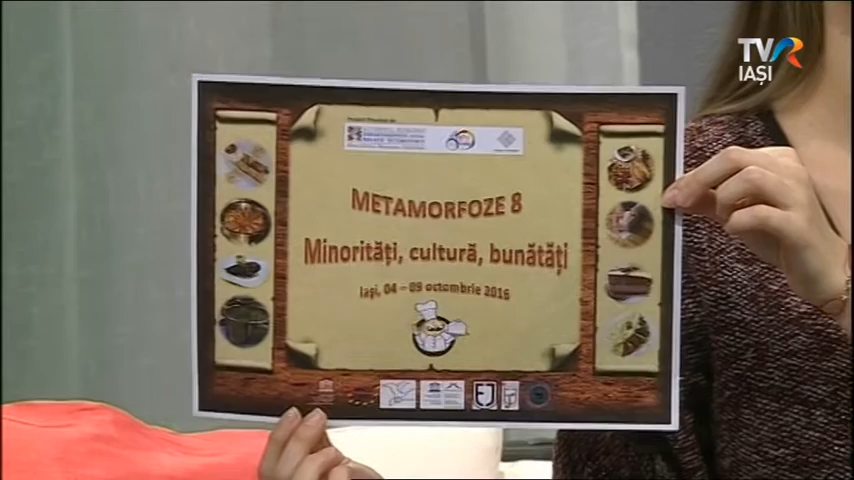 TVR
IAȘI
METAMORFOZE 8
Minorități, cultură, bunătăți
Iași, 04 – 09 octombrie 2016